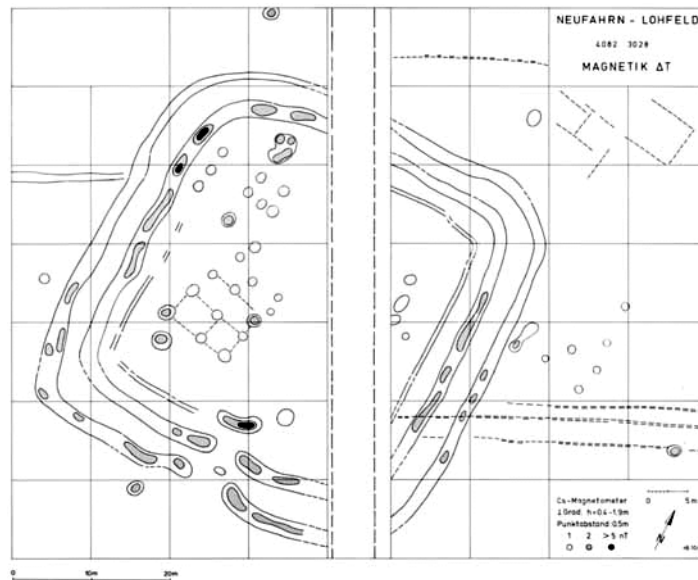 NEUFAHRN - LOHFELD
4082 3028
MAGNETIK ΔT
Cs-Magnetometer
0 5m
Punktabstand: 0.5m
1 2 >5 nT
0 10m 20m